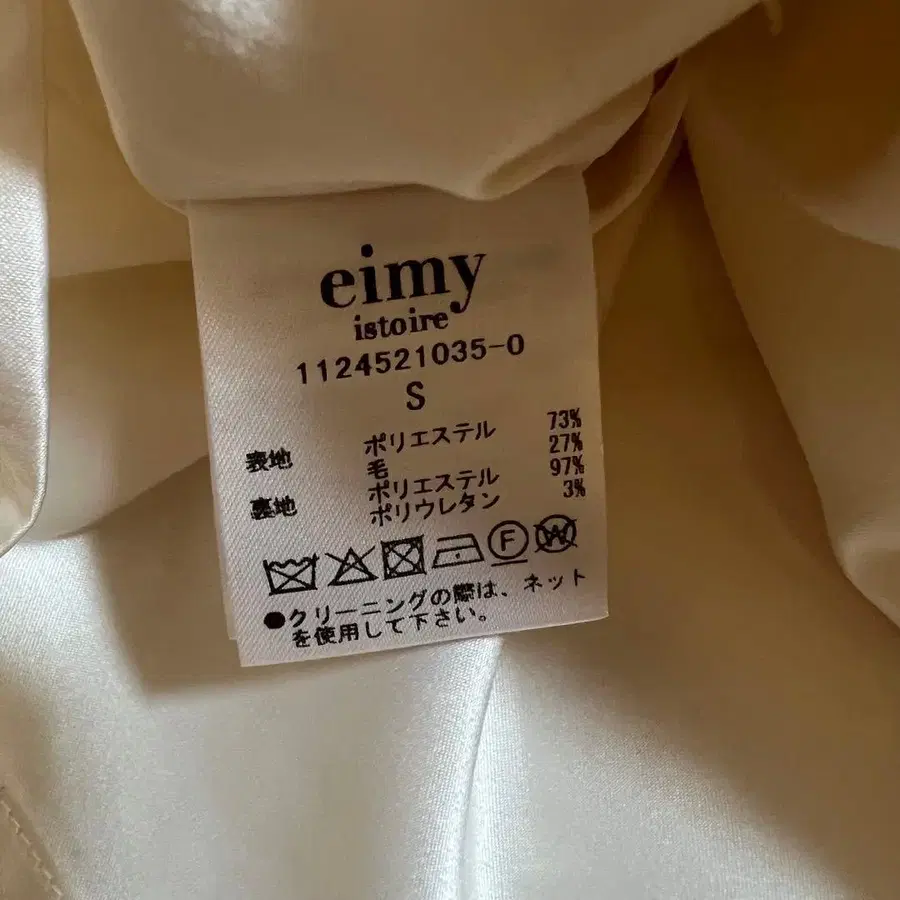 eimy
istoire
1124521035-0
S
表地 ポリエステル 73%
毛 27%
裏地 ポリエステル 97%
ポリウレタン 3%
F W
●クリーニングの際は、ネット
を使用して下さい。